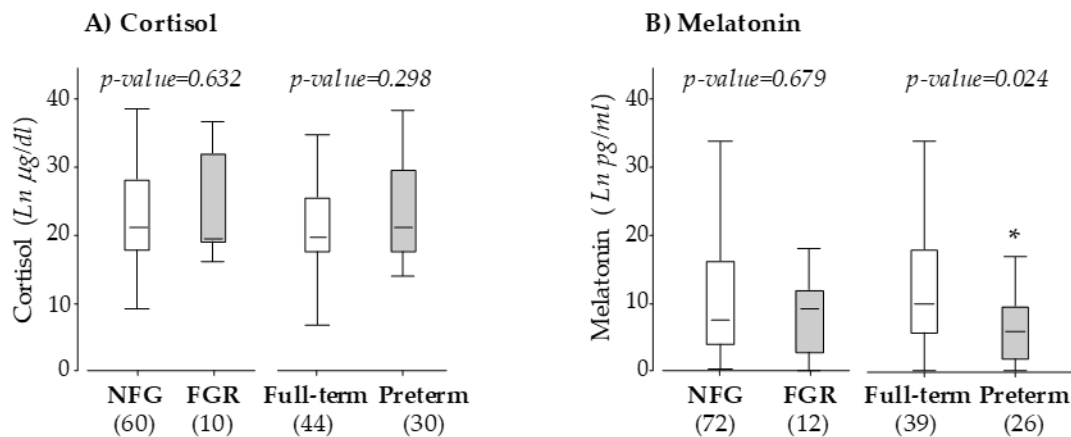 A) Cortisol
p-value=0.632
p-value=0.298
Cortisol (Ln μg/dl)
40
30
20
10
0
NFG
FGR
Full-term
Preterm
(60)
(10)
(44)
(30)
B) Melatonin
p-value=0.679
p-value=0.024
Melatonin ( Ln pg/ml)
40
30
20
10
0
*
NFG
FGR
Full-term
Preterm
(72)
(12)
(39)
(26)